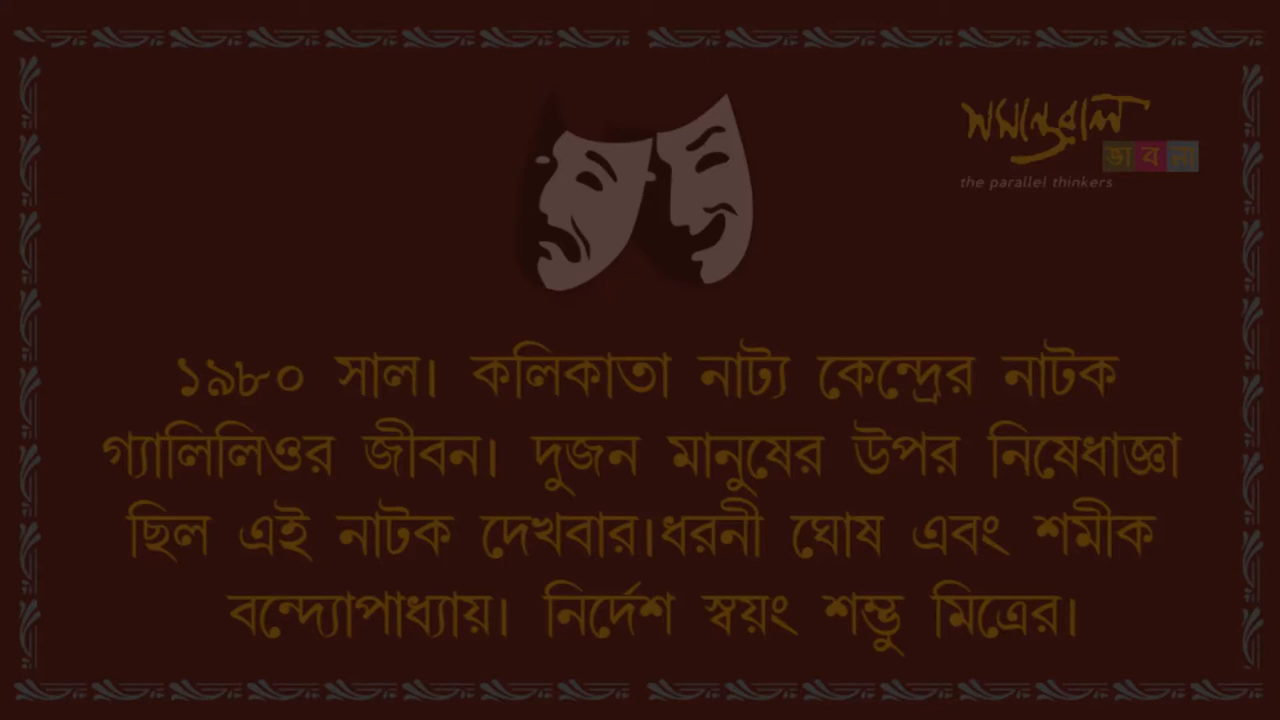 সমান্তরাল
ভাবনা
the parallel thinkers
১৯৮০ সাল। কলিকাতা নাট্য কেন্দ্রের নাটক
গ্যালিলিওর জীবন। দুজন মানুষের উপর নিষেধাজ্ঞা
ছিল এই নাটক দেখবার।ধরনী ঘোষ এবং শমীক
বন্দ্যোপাধ্যায়। নির্দেশ স্বয়ং শম্ভু মিত্রের।